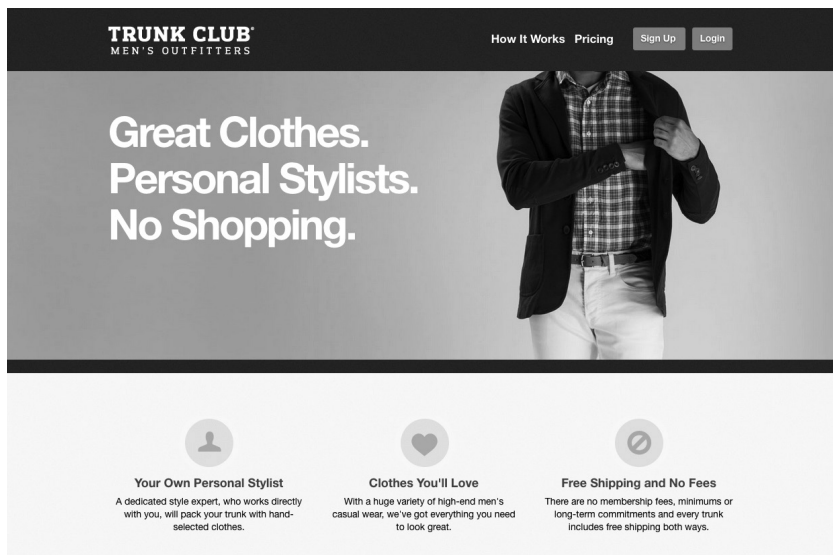 TRUNK CLUB®
MEN'S OUTFITTERS
How It Works Pricing Sign Up Login
Great Clothes.
Personal Stylists.
No Shopping.
Your Own Personal Stylist
A dedicated style expert, who works directly
with you, will pack your trunk with hand-
selected clothes.
Clothes You'll Love
With a huge variety of high-end men's
casual wear, we've got everything you need
to look great.
Free Shipping and No Fees
There are no membership fees, minimums or
long-term commitments and every trunk
includes free shipping both ways.